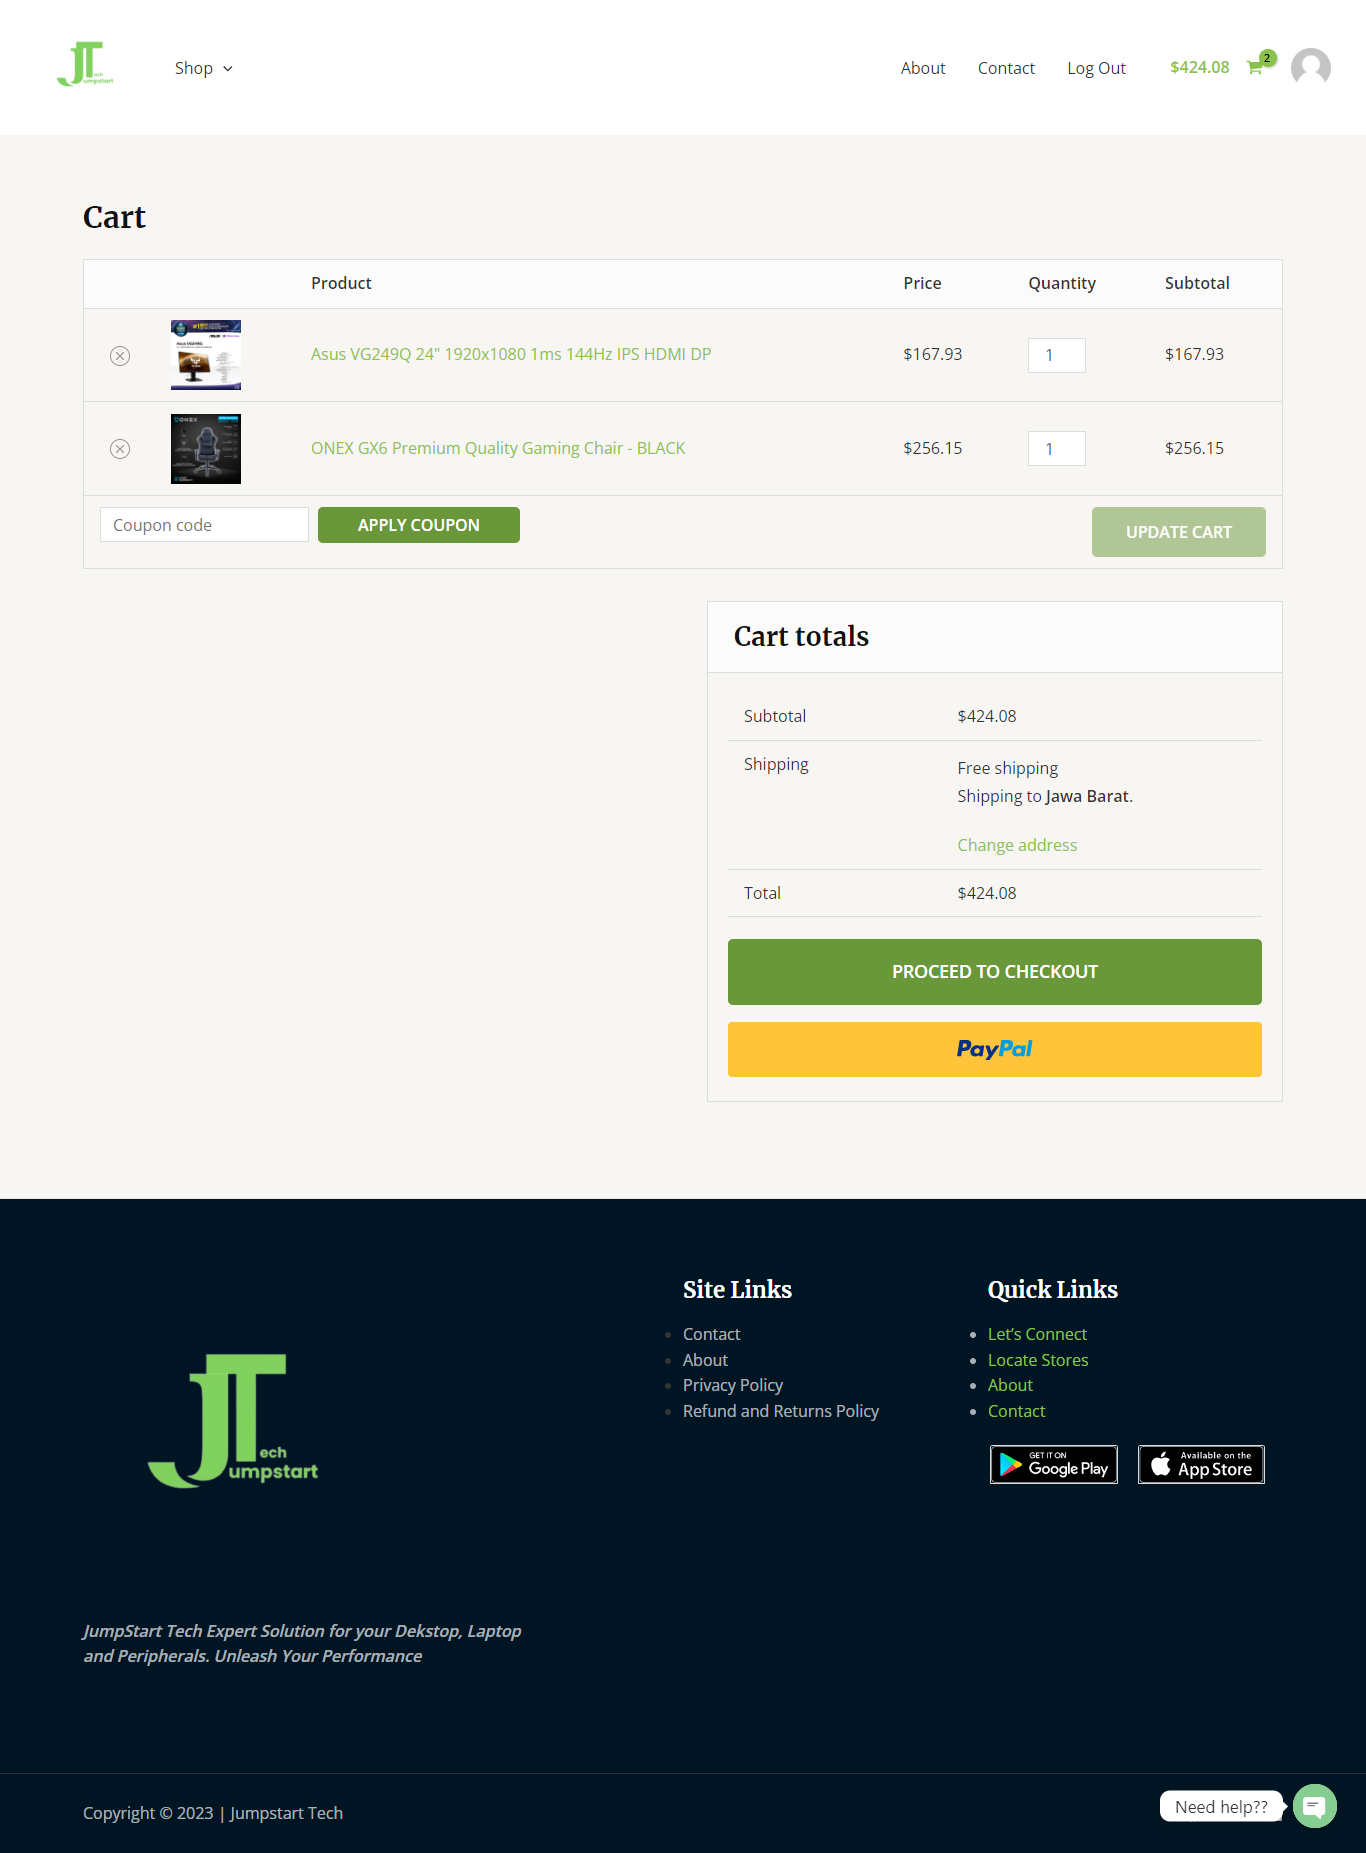 JT
ech
umpstart
Shop
About
Contact
Log Out
$424.08
2
Cart
Product
Price
Quantity
Subtotal
Asus VG249Q 24" 1920x1080 1ms 144Hz IPS HDMI DP
$167.93
1
$167.93
ONEX
ONEX GX6 Premium Quality Gaming Chair - BLACK
$256.15
1
$256.15
Coupon code
APPLY COUPON
UPDATE CART
Cart totals
Subtotal
$424.08
Shipping
Free shipping
Shipping to Jawa Barat.
Change address
Total
$424.08
PROCEED TO CHECKOUT
PayPal
JT
ech
umpstart
JumpStart Tech Expert Solution for your Dekstop, Laptop
and Peripherals. Unleash Your Performance
Site Links
Contact
About
Privacy Policy
Refund and Returns Policy
Quick Links
Let’s Connect
Locate Stores
About
Contact
GET IT ON
Google Play
Available on the
App Store
Copyright © 2023 | Jumpstart Tech
Need help??